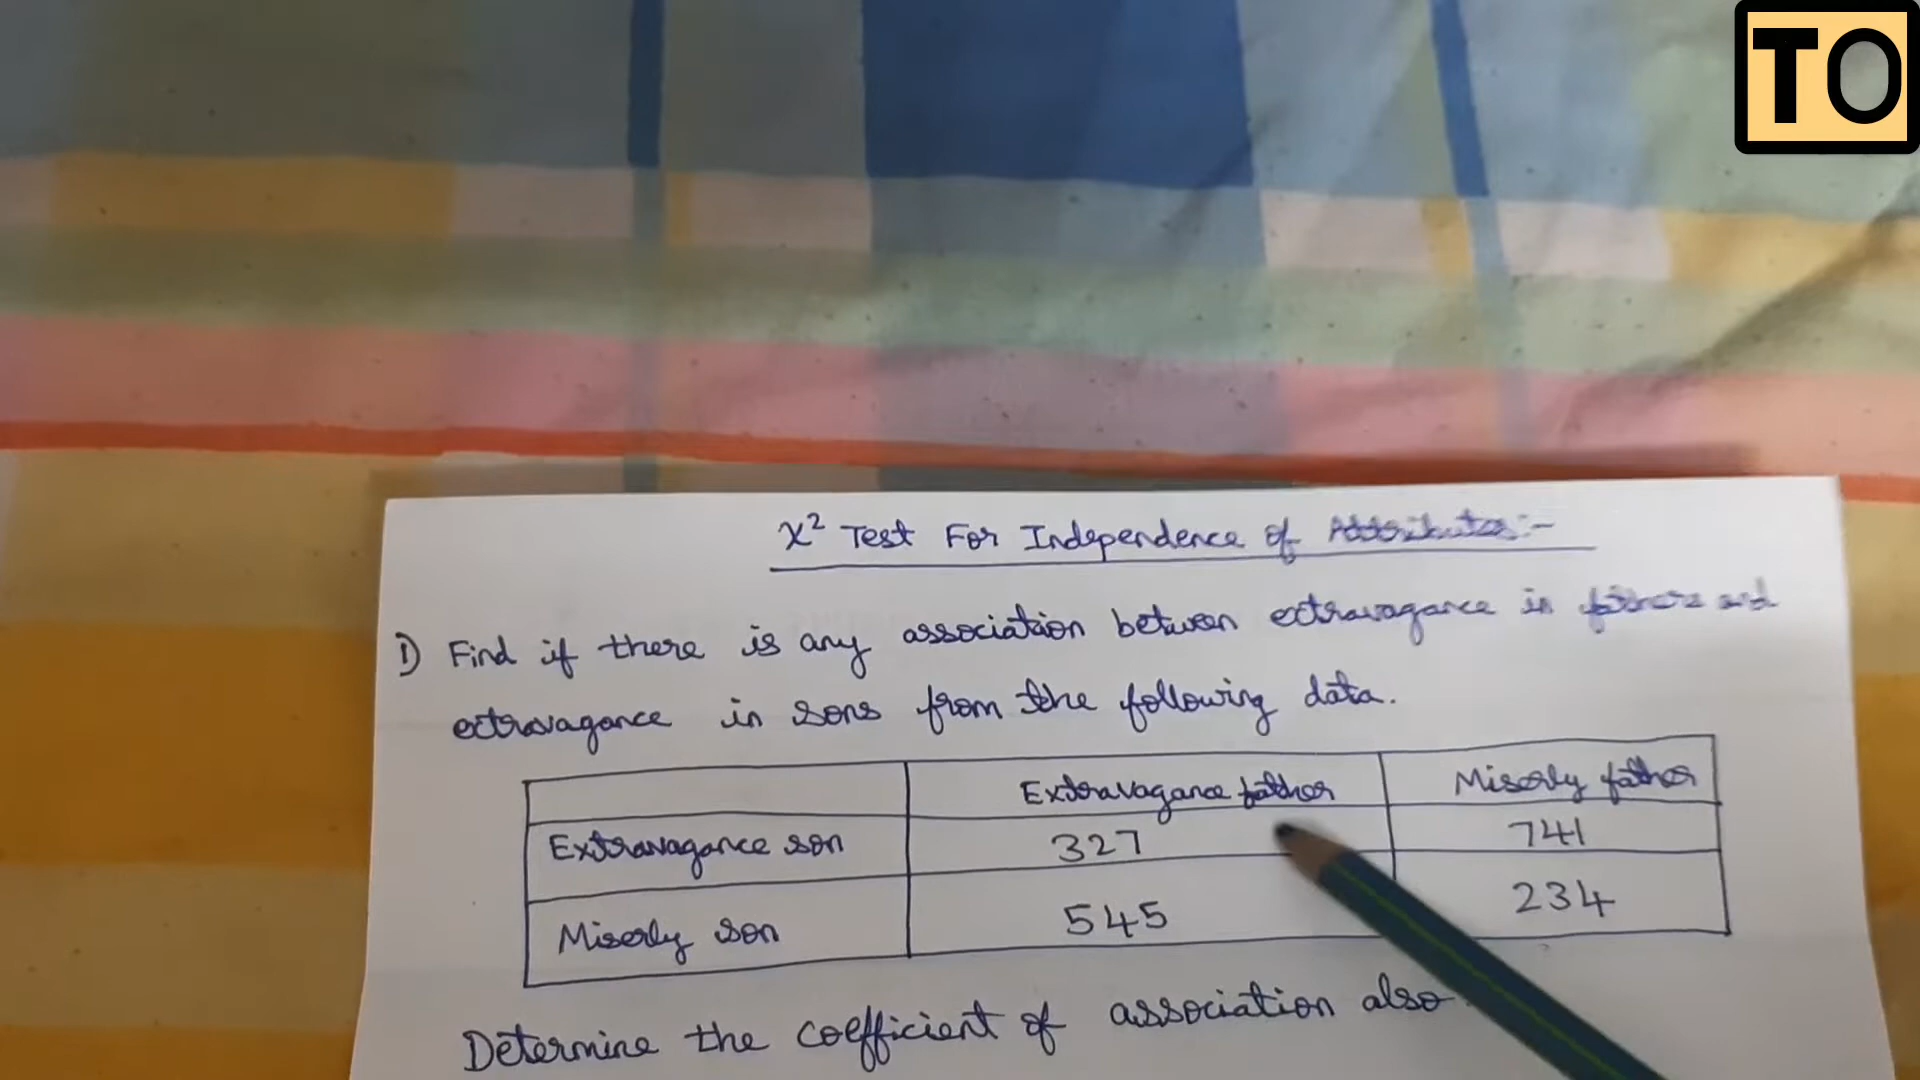 TO
χ² Test For Independence of Attributes:-
1) Find if there is any association between extravagance in fathers and
extravagance in sons from the following data.
Extravagance father Miserly father
Extravagance son 327 741
Miserly son 545 234
Determine the coefficient of association also